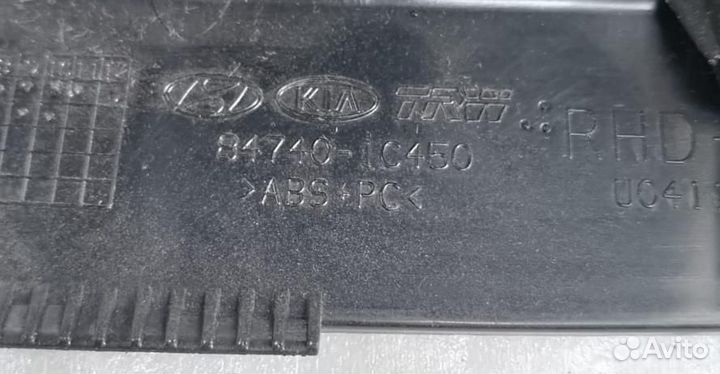 KIA TRW RHD
84740-1C450
>ABS+PC<
UC41
Avito